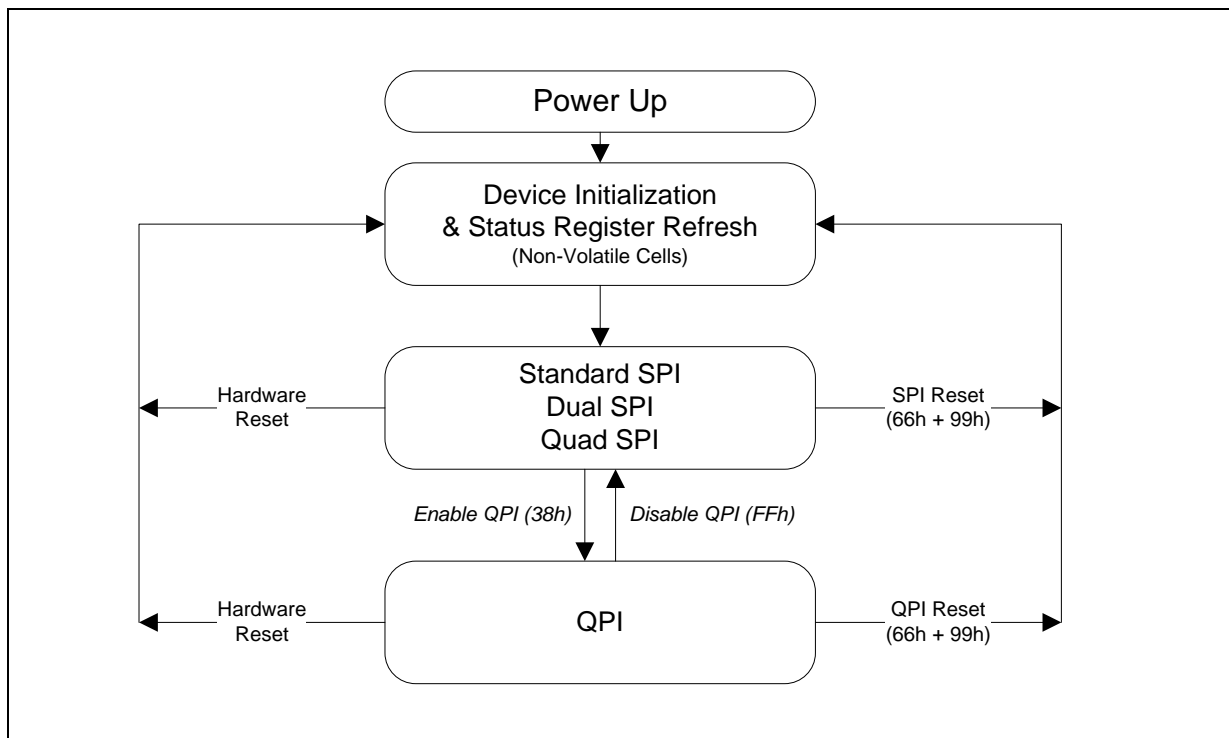 Power Up
Device Initialization
& Status Register Refresh
(Non-Volatile Cells)
Standard SPI
Dual SPI
Quad SPI
Hardware
Reset
SPI Reset
(66h + 99h)
Enable QPI (38h)
Disable QPI (FFh)
QPI
Hardware
Reset
QPI Reset
(66h + 99h)